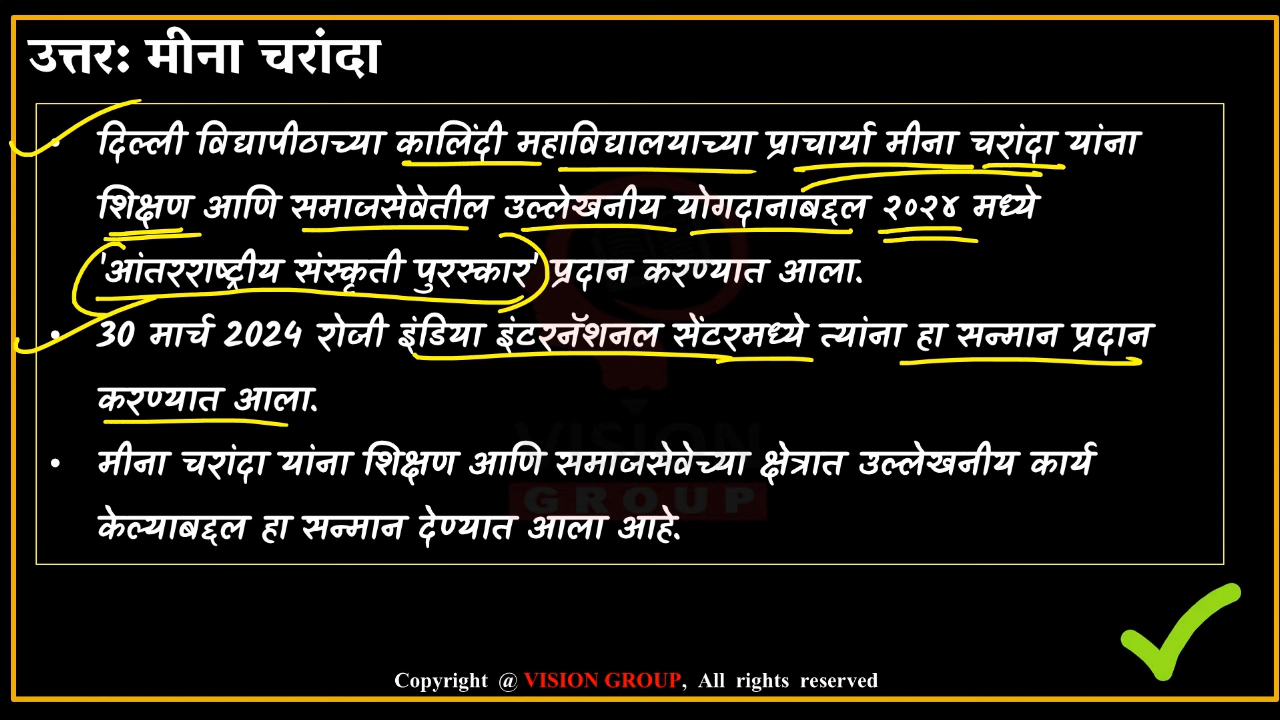 उत्तर: मीना चरांदा
• दिल्ली विद्यापीठाच्या कालिंदी महाविद्यालयाच्या प्राचार्या मीना चरांदा यांना
शिक्षण आणि समाजसेवेतील उल्लेखनीय योगदानाबद्दल २०२४ मध्ये
'आंतरराष्ट्रीय संस्कृती पुरस्कार' प्रदान करण्यात आला.
• 30 मार्च 2024 रोजी इंडिया इंटरनॅशनल सेंटरमध्ये त्यांना हा सन्मान प्रदान
करण्यात आला.
• मीना चरांदा यांना शिक्षण आणि समाजसेवेच्या क्षेत्रात उल्लेखनीय कार्य
केल्याबद्दल हा सन्मान देण्यात आला आहे.
VISION
GROUP
Copyright @ VISION GROUP, All rights reserved